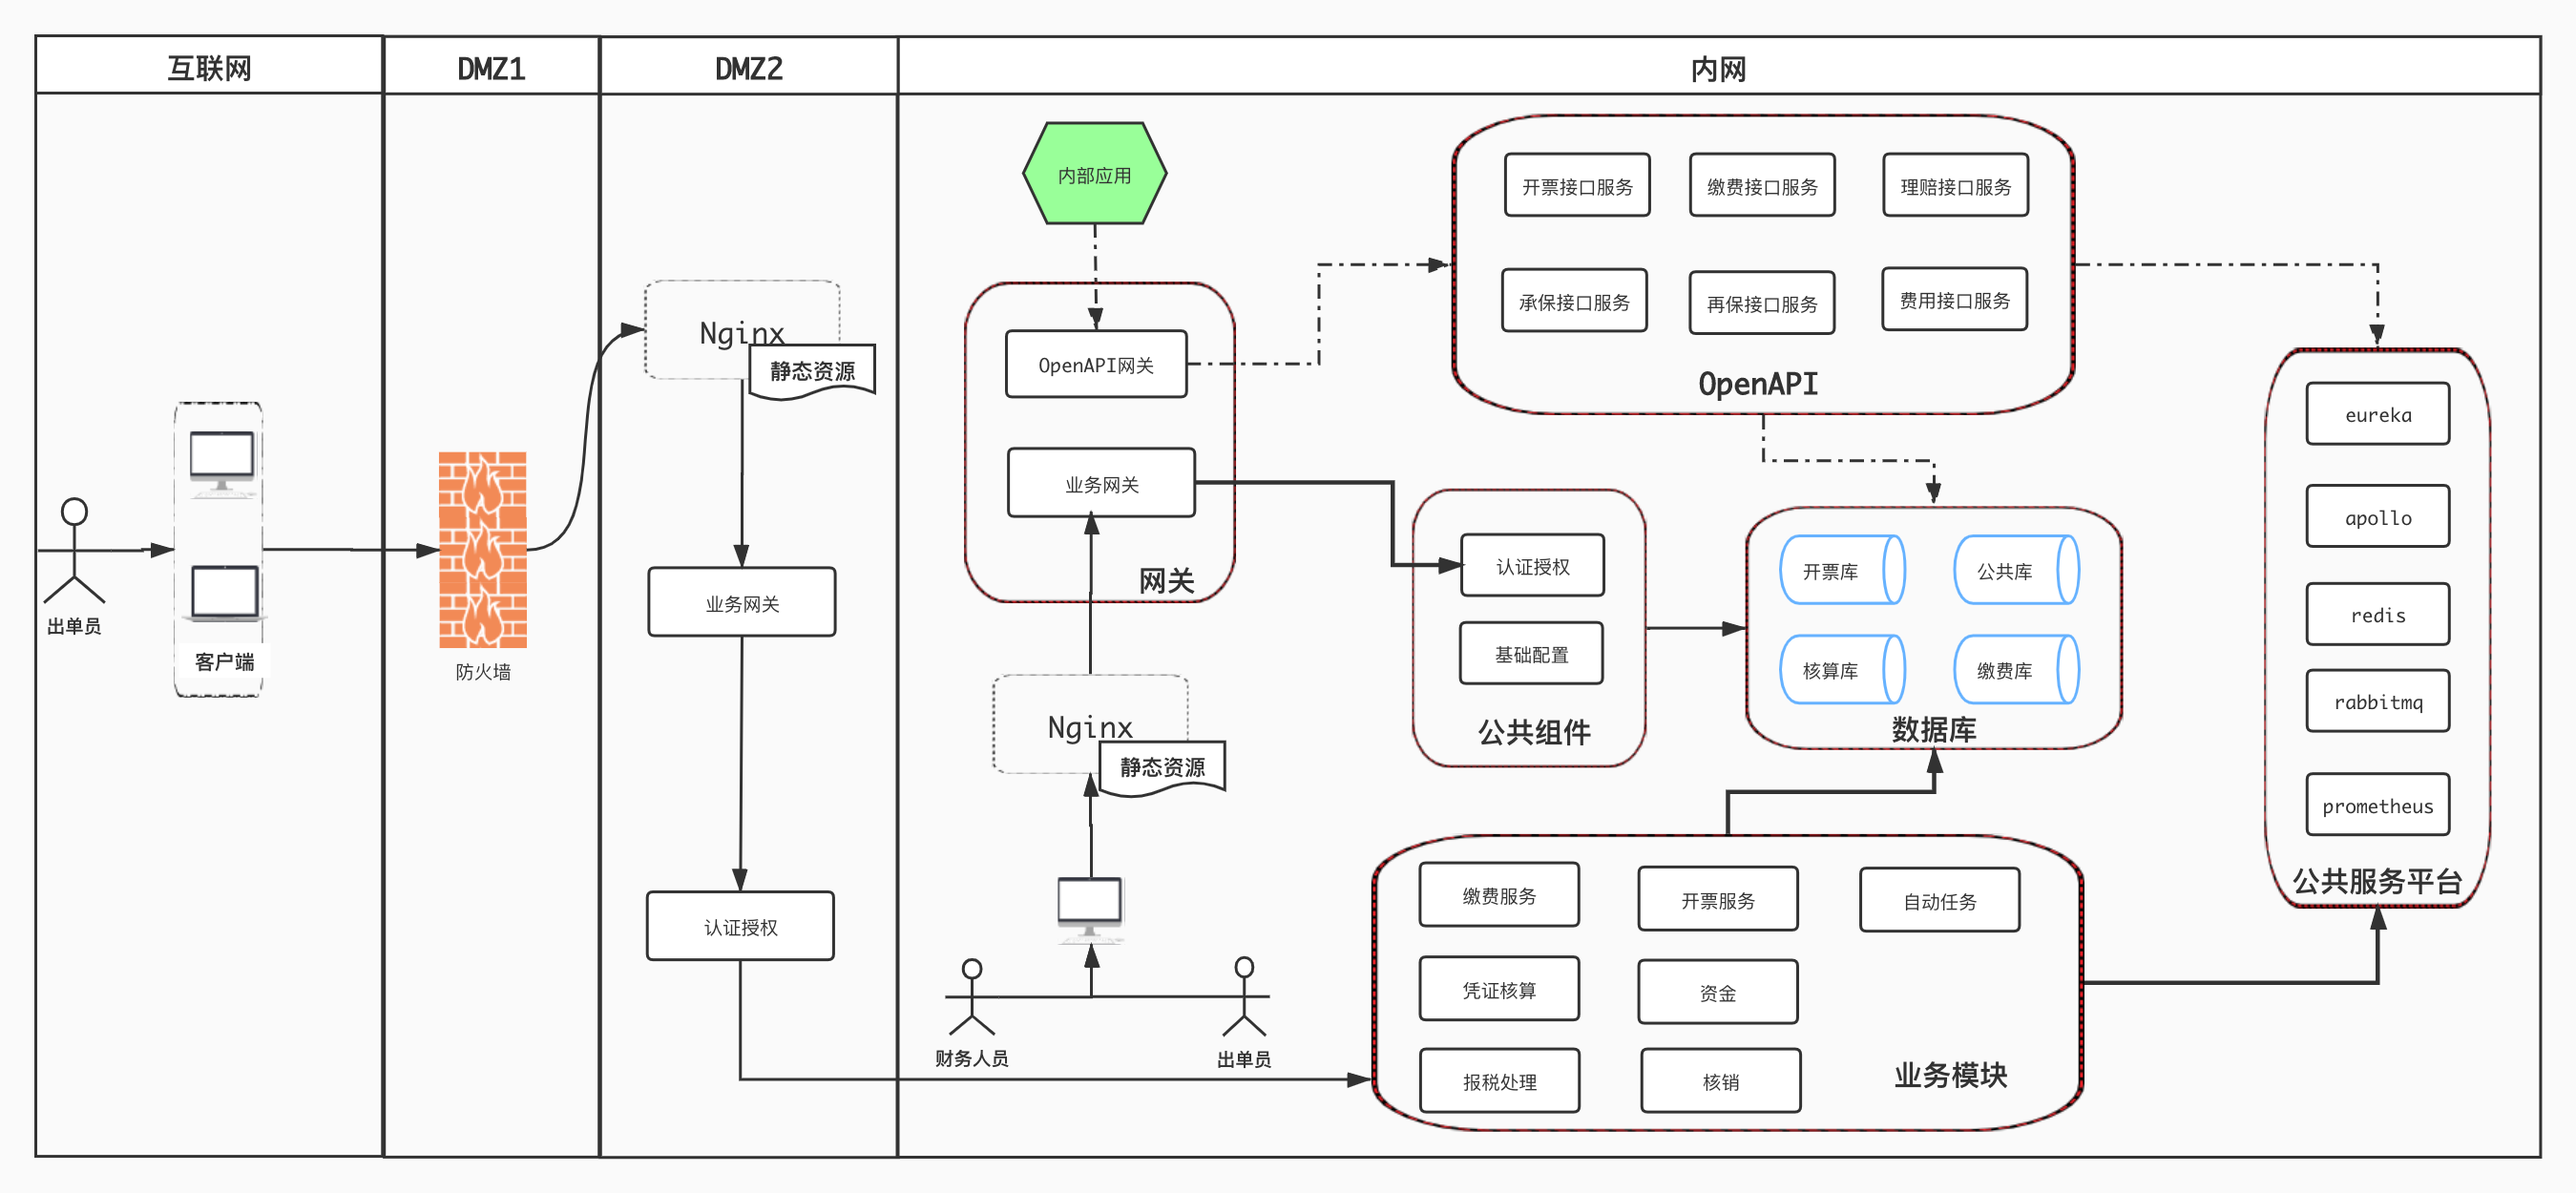 互联网
DMZ1
DMZ2
内网
出单员
客户端
防火墙
Nginx
静态资源
业务网关
认证授权
内部应用
OpenAPI网关
业务网关
网关
Nginx
静态资源
财务人员
出单员
开票接口服务
缴费接口服务
理赔接口服务
承保接口服务
再保接口服务
费用接口服务
OpenAPI
认证授权
基础配置
公共组件
开票库
公共库
核算库
缴费库
数据库
缴费服务
开票服务
自动任务
凭证核算
资金
报税处理
核销
业务模块
eureka
apollo
redis
rabbitmq
prometheus
公共服务平台